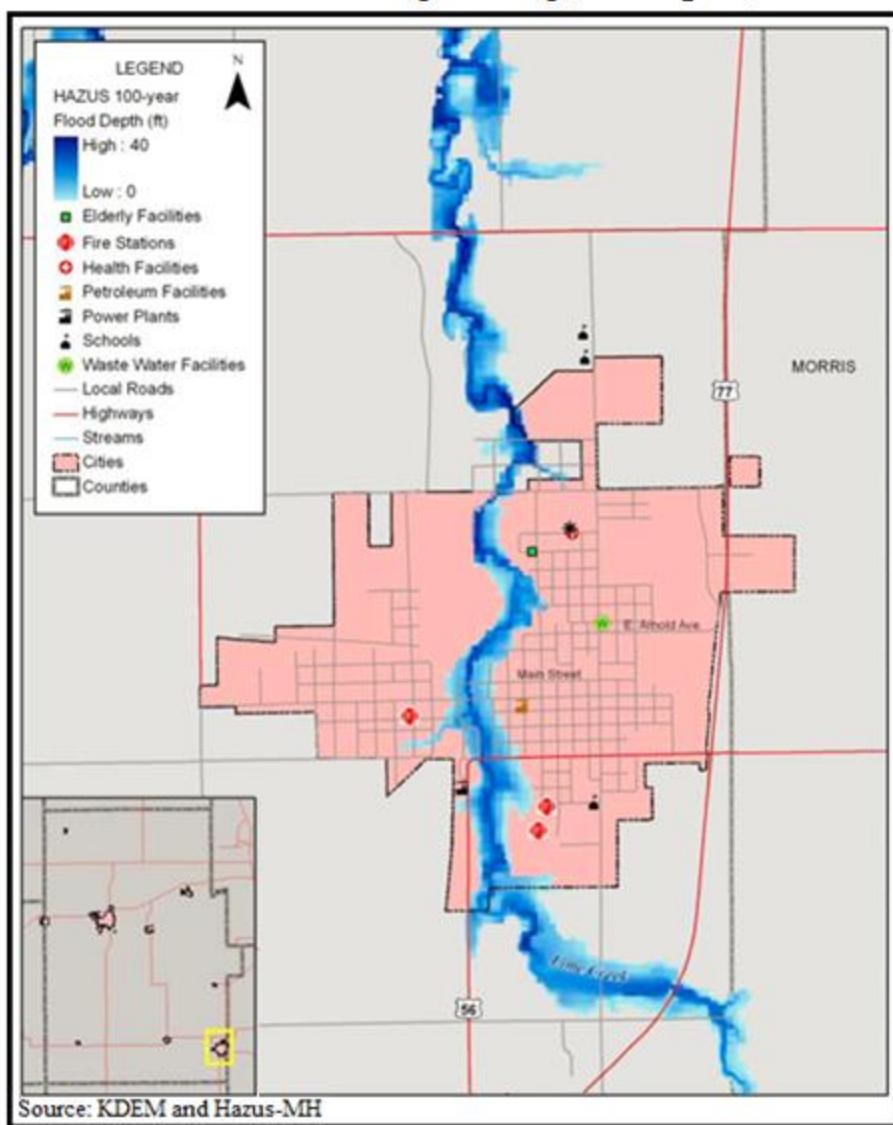 LEGEND
N
HAZUS 100-year
Flood Depth (ft)
High : 40
Low : 0
Elderly Facilities
Fire Stations
Health Facilities
Petroleum Facilities
Power Plants
Schools
W Waste Water Facilities
Local Roads
Highways
Streams
Cities
Counties
MORRIS
77
W
E. Arnold Ave.
Main Street
Lime Creek
56
Source: KDEM and Hazus-MH